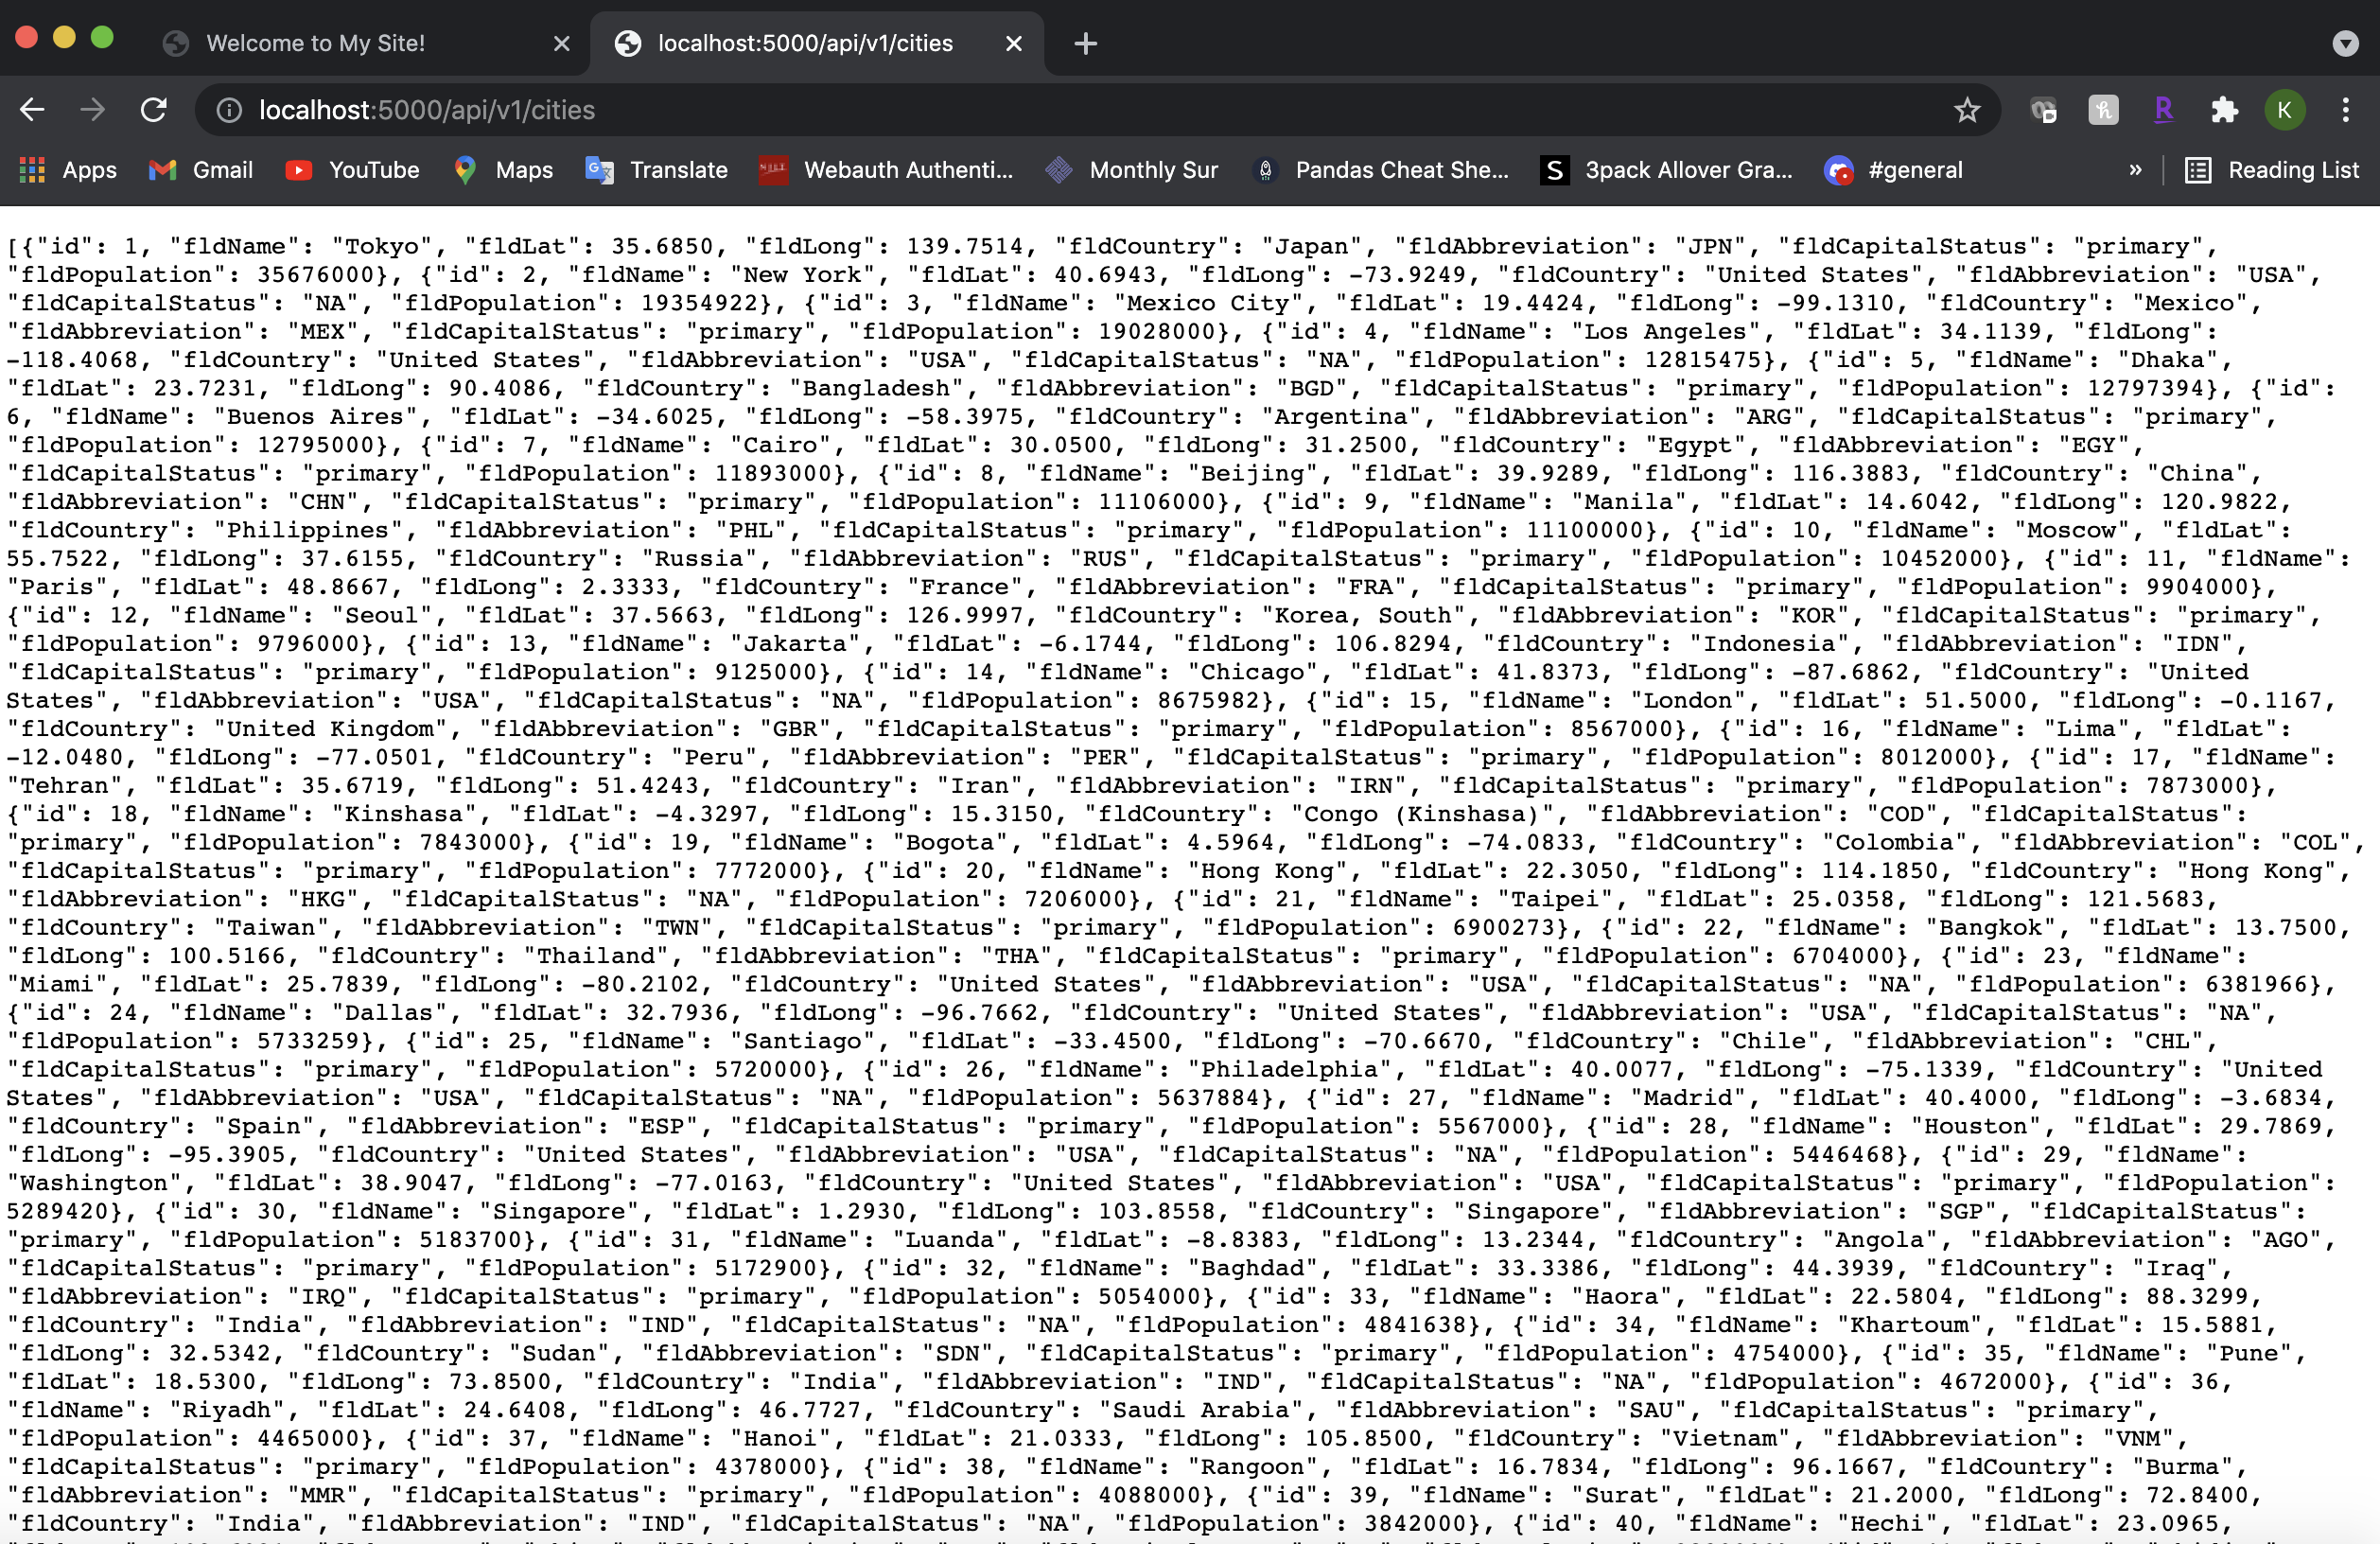 Welcome to My Site!
localhost:5000/api/v1/cities
localhost:5000/api/v1/cities
K
Apps Gmail YouTube Maps Translate Webauth Authenti... Monthly Sur Pandas Cheat She... S 3pack Allover Gra... #general » Reading List
[{"id": 1, "fldName": "Tokyo", "fldLat": 35.6850, "fldLong": 139.7514, "fldCountry": "Japan", "fldAbbreviation": "JPN", "fldCapitalStatus": "primary",
"fldPopulation": 35676000}, {"id": 2, "fldName": "New York", "fldLat": 40.6943, "fldLong": -73.9249, "fldCountry": "United States", "fldAbbreviation": "USA",
"fldCapitalStatus": "NA", "fldPopulation": 19354922}, {"id": 3, "fldName": "Mexico City", "fldLat": 19.4424, "fldLong": -99.1310, "fldCountry": "Mexico",
"fldAbbreviation": "MEX", "fldCapitalStatus": "primary", "fldPopulation": 19028000}, {"id": 4, "fldName": "Los Angeles", "fldLat": 34.1139, "fldLong":
-118.4068, "fldCountry": "United States", "fldAbbreviation": "USA", "fldCapitalStatus": "NA", "fldPopulation": 12815475}, {"id": 5, "fldName": "Dhaka",
"fldLat": 23.7231, "fldLong": 90.4086, "fldCountry": "Bangladesh", "fldAbbreviation": "BGD", "fldCapitalStatus": "primary", "fldPopulation": 12797394}, {"id":
6, "fldName": "Buenos Aires", "fldLat": -34.6025, "fldLong": -58.3975, "fldCountry": "Argentina", "fldAbbreviation": "ARG", "fldCapitalStatus": "primary",
"fldPopulation": 12795000}, {"id": 7, "fldName": "Cairo", "fldLat": 30.0500, "fldLong": 31.2500, "fldCountry": "Egypt", "fldAbbreviation": "EGY",
"fldCapitalStatus": "primary", "fldPopulation": 11893000}, {"id": 8, "fldName": "Beijing", "fldLat": 39.9289, "fldLong": 116.3883, "fldCountry": "China",
"fldAbbreviation": "CHN", "fldCapitalStatus": "primary", "fldPopulation": 11106000}, {"id": 9, "fldName": "Manila", "fldLat": 14.6042, "fldLong": 120.9822,
"fldCountry": "Philippines", "fldAbbreviation": "PHL", "fldCapitalStatus": "primary", "fldPopulation": 11100000}, {"id": 10, "fldName": "Moscow", "fldLat":
55.7522, "fldLong": 37.6155, "fldCountry": "Russia", "fldAbbreviation": "RUS", "fldCapitalStatus": "primary", "fldPopulation": 10452000}, {"id": 11, "fldName":
"Paris", "fldLat": 48.8667, "fldLong": 2.3333, "fldCountry": "France", "fldAbbreviation": "FRA", "fldCapitalStatus": "primary", "fldPopulation": 9904000},
{"id": 12, "fldName": "Seoul", "fldLat": 37.5663, "fldLong": 126.9997, "fldCountry": "Korea, South", "fldAbbreviation": "KOR", "fldCapitalStatus": "primary",
"fldPopulation": 9796000}, {"id": 13, "fldName": "Jakarta", "fldLat": -6.1744, "fldLong": 106.8294, "fldCountry": "Indonesia", "fldAbbreviation": "IDN",
"fldCapitalStatus": "primary", "fldPopulation": 9125000}, {"id": 14, "fldName": "Chicago", "fldLat": 41.8373, "fldLong": -87.6862, "fldCountry": "United
States", "fldAbbreviation": "USA", "fldCapitalStatus": "NA", "fldPopulation": 8675982}, {"id": 15, "fldName": "London", "fldLat": 51.5000, "fldLong": -0.1167,
"fldCountry": "United Kingdom", "fldAbbreviation": "GBR", "fldCapitalStatus": "primary", "fldPopulation": 8567000}, {"id": 16, "fldName": "Lima", "fldLat":
-12.0480, "fldLong": -77.0501, "fldCountry": "Peru", "fldAbbreviation": "PER", "fldCapitalStatus": "primary", "fldPopulation": 8012000}, {"id": 17, "fldName":
"Tehran", "fldLat": 35.6719, "fldLong": 51.4243, "fldCountry": "Iran", "fldAbbreviation": "IRN", "fldCapitalStatus": "primary", "fldPopulation": 7873000},
{"id": 18, "fldName": "Kinshasa", "fldLat": -4.3297, "fldLong": 15.3150, "fldCountry": "Congo (Kinshasa)", "fldAbbreviation": "COD", "fldCapitalStatus":
"primary", "fldPopulation": 7843000}, {"id": 19, "fldName": "Bogota", "fldLat": 4.5964, "fldLong": -74.0833, "fldCountry": "Colombia", "fldAbbreviation": "COL",
"fldCapitalStatus": "primary", "fldPopulation": 7772000}, {"id": 20, "fldName": "Hong Kong", "fldLat": 22.3050, "fldLong": 114.1850, "fldCountry": "Hong Kong",
"fldAbbreviation": "HKG", "fldCapitalStatus": "NA", "fldPopulation": 7206000}, {"id": 21, "fldName": "Taipei", "fldLat": 25.0358, "fldLong": 121.5683,
"fldCountry": "Taiwan", "fldAbbreviation": "TWN", "fldCapitalStatus": "primary", "fldPopulation": 6900273}, {"id": 22, "fldName": "Bangkok", "fldLat": 13.7500,
"fldLong": 100.5166, "fldCountry": "Thailand", "fldAbbreviation": "THA", "fldCapitalStatus": "primary", "fldPopulation": 6704000}, {"id": 23, "fldName":
"Miami", "fldLat": 25.7839, "fldLong": -80.2102, "fldCountry": "United States", "fldAbbreviation": "USA", "fldCapitalStatus": "NA", "fldPopulation": 6381966},
{"id": 24, "fldName": "Dallas", "fldLat": 32.7936, "fldLong": -96.7662, "fldCountry": "United States", "fldAbbreviation": "USA", "fldCapitalStatus": "NA",
"fldPopulation": 5733259}, {"id": 25, "fldName": "Santiago", "fldLat": -33.4500, "fldLong": -70.6670, "fldCountry": "Chile", "fldAbbreviation": "CHL",
"fldCapitalStatus": "primary", "fldPopulation": 5720000}, {"id": 26, "fldName": "Philadelphia", "fldLat": 40.0077, "fldLong": -75.1339, "fldCountry": "United
States", "fldAbbreviation": "USA", "fldCapitalStatus": "NA", "fldPopulation": 5637884}, {"id": 27, "fldName": "Madrid", "fldLat": 40.4000, "fldLong": -3.6834,
"fldCountry": "Spain", "fldAbbreviation": "ESP", "fldCapitalStatus": "primary", "fldPopulation": 5567000}, {"id": 28, "fldName": "Houston", "fldLat": 29.7869,
"fldLong": -95.3905, "fldCountry": "United States", "fldAbbreviation": "USA", "fldCapitalStatus": "NA", "fldPopulation": 5446468}, {"id": 29, "fldName":
"Washington", "fldLat": 38.9047, "fldLong": -77.0163, "fldCountry": "United States", "fldAbbreviation": "USA", "fldCapitalStatus": "primary", "fldPopulation":
5289420}, {"id": 30, "fldName": "Singapore", "fldLat": 1.2930, "fldLong": 103.8558, "fldCountry": "Singapore", "fldAbbreviation": "SGP", "fldCapitalStatus":
"primary", "fldPopulation": 5183700}, {"id": 31, "fldName": "Luanda", "fldLat": -8.8383, "fldLong": 13.2344, "fldCountry": "Angola", "fldAbbreviation": "AGO",
"fldCapitalStatus": "primary", "fldPopulation": 5172900}, {"id": 32, "fldName": "Baghdad", "fldLat": 33.3386, "fldLong": 44.3939, "fldCountry": "Iraq",
"fldAbbreviation": "IRQ", "fldCapitalStatus": "primary", "fldPopulation": 5054000}, {"id": 33, "fldName": "Haora", "fldLat": 22.5804, "fldLong": 88.3299,
"fldCountry": "India", "fldAbbreviation": "IND", "fldCapitalStatus": "NA", "fldPopulation": 4841638}, {"id": 34, "fldName": "Khartoum", "fldLat": 15.5881,
"fldLong": 32.5342, "fldCountry": "Sudan", "fldAbbreviation": "SDN", "fldCapitalStatus": "primary", "fldPopulation": 4754000}, {"id": 35, "fldName": "Pune",
"fldLat": 18.5300, "fldLong": 73.8500, "fldCountry": "India", "fldAbbreviation": "IND", "fldCapitalStatus": "NA", "fldPopulation": 4672000}, {"id": 36,
"fldName": "Riyadh", "fldLat": 24.6408, "fldLong": 46.7727, "fldCountry": "Saudi Arabia", "fldAbbreviation": "SAU", "fldCapitalStatus": "primary",
"fldPopulation": 4465000}, {"id": 37, "fldName": "Hanoi", "fldLat": 21.0333, "fldLong": 105.8500, "fldCountry": "Vietnam", "fldAbbreviation": "VNM",
"fldCapitalStatus": "primary", "fldPopulation": 4378000}, {"id": 38, "fldName": "Rangoon", "fldLat": 16.7834, "fldLong": 96.1667, "fldCountry": "Burma",
"fldAbbreviation": "MMR", "fldCapitalStatus": "primary", "fldPopulation": 4088000}, {"id": 39, "fldName": "Surat", "fldLat": 21.2000, "fldLong": 72.8400,
"fldCountry": "India", "fldAbbreviation": "IND", "fldCapitalStatus": "NA", "fldPopulation": 3842000}, {"id": 40, "fldName": "Hechi", "fldLat": 23.0965,